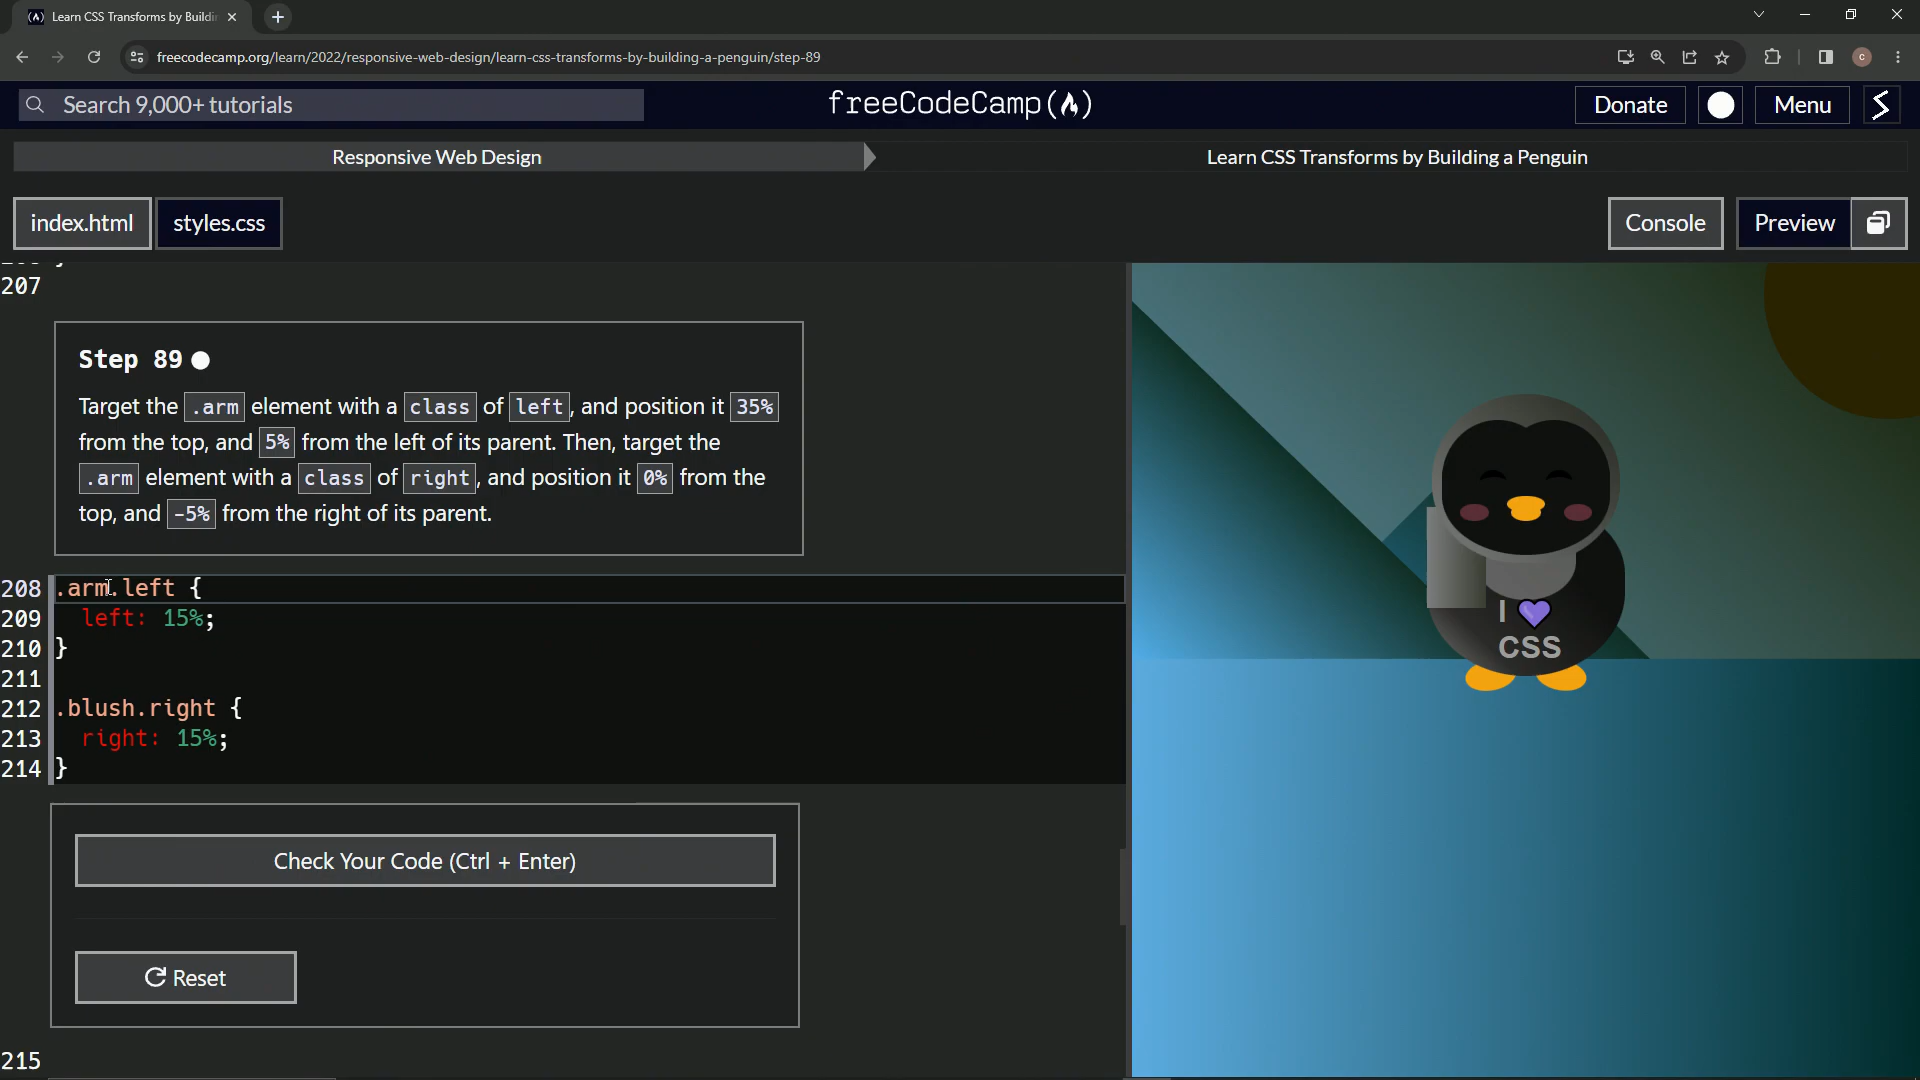 Learn CSS Transforms by Buildi
freecodecamp.org/learn/2022/responsive-web-design/learn-css-transforms-by-building-a-penguin/step-89
C
Search 9,000+ tutorials
freeCodeCamp
Donate
Menu
Responsive Web Design
Learn CSS Transforms by Building a Penguin
index.html
styles.css
Console
Preview
207
Step 89
Target the .arm element with a class of left, and position it 35%
from the top, and 5% from the left of its parent. Then, target the
.arm element with a class of right, and position it 0% from the
top, and -5% from the right of its parent.
208 .arm.left {
209 left: 15%;
210 }
211
212 .blush.right {
213 right: 15%;
214 }
Check Your Code (Ctrl + Enter)
Reset
215
I 💜
CSS